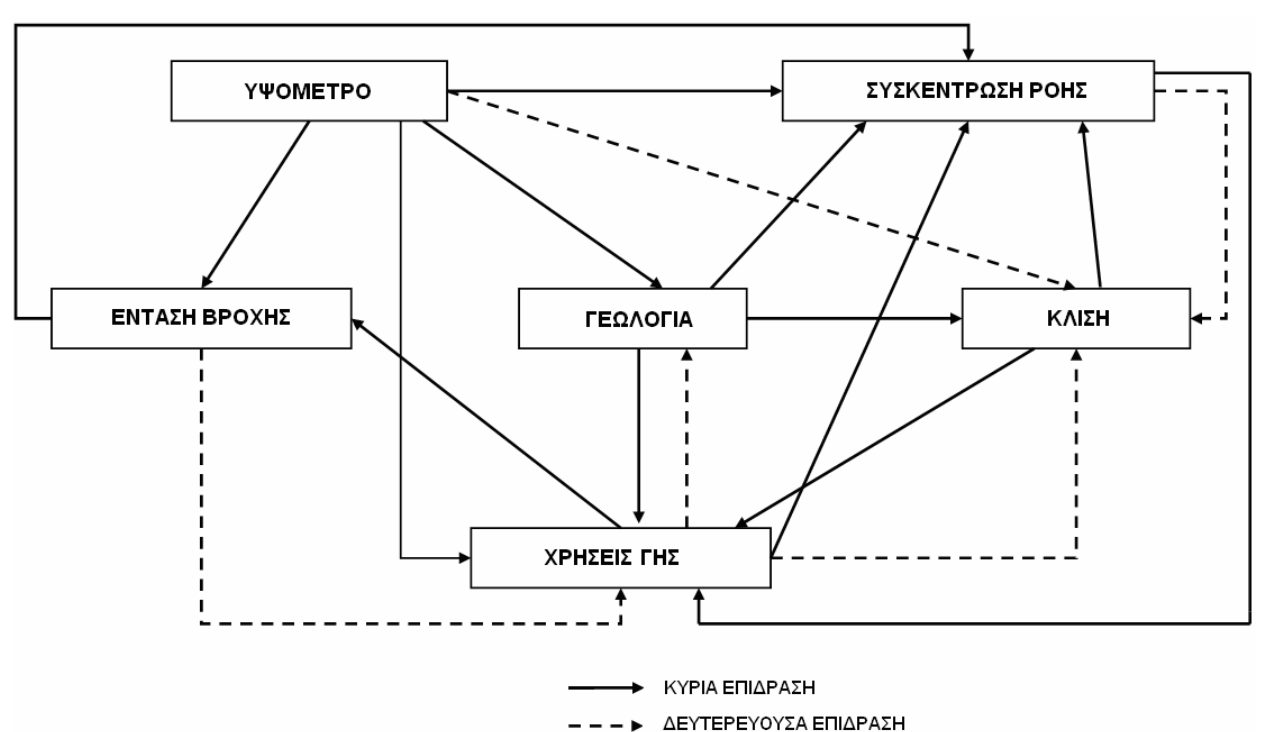 ΥΨΟΜΕΤΡΟ
ΣΥΣΚΕΝΤΡΩΣΗ ΡΟΗΣ
ΕΝΤΑΣΗ ΒΡΟΧΗΣ
ΓΕΩΛΟΓΙΑ
ΚΛΙΣΗ
ΧΡΗΣΕΙΣ ΓΗΣ
ΚΥΡΙΑ ΕΠΙΔΡΑΣΗ
ΔΕΥΤΕΡΕΥΟΥΣΑ ΕΠΙΔΡΑΣΗ